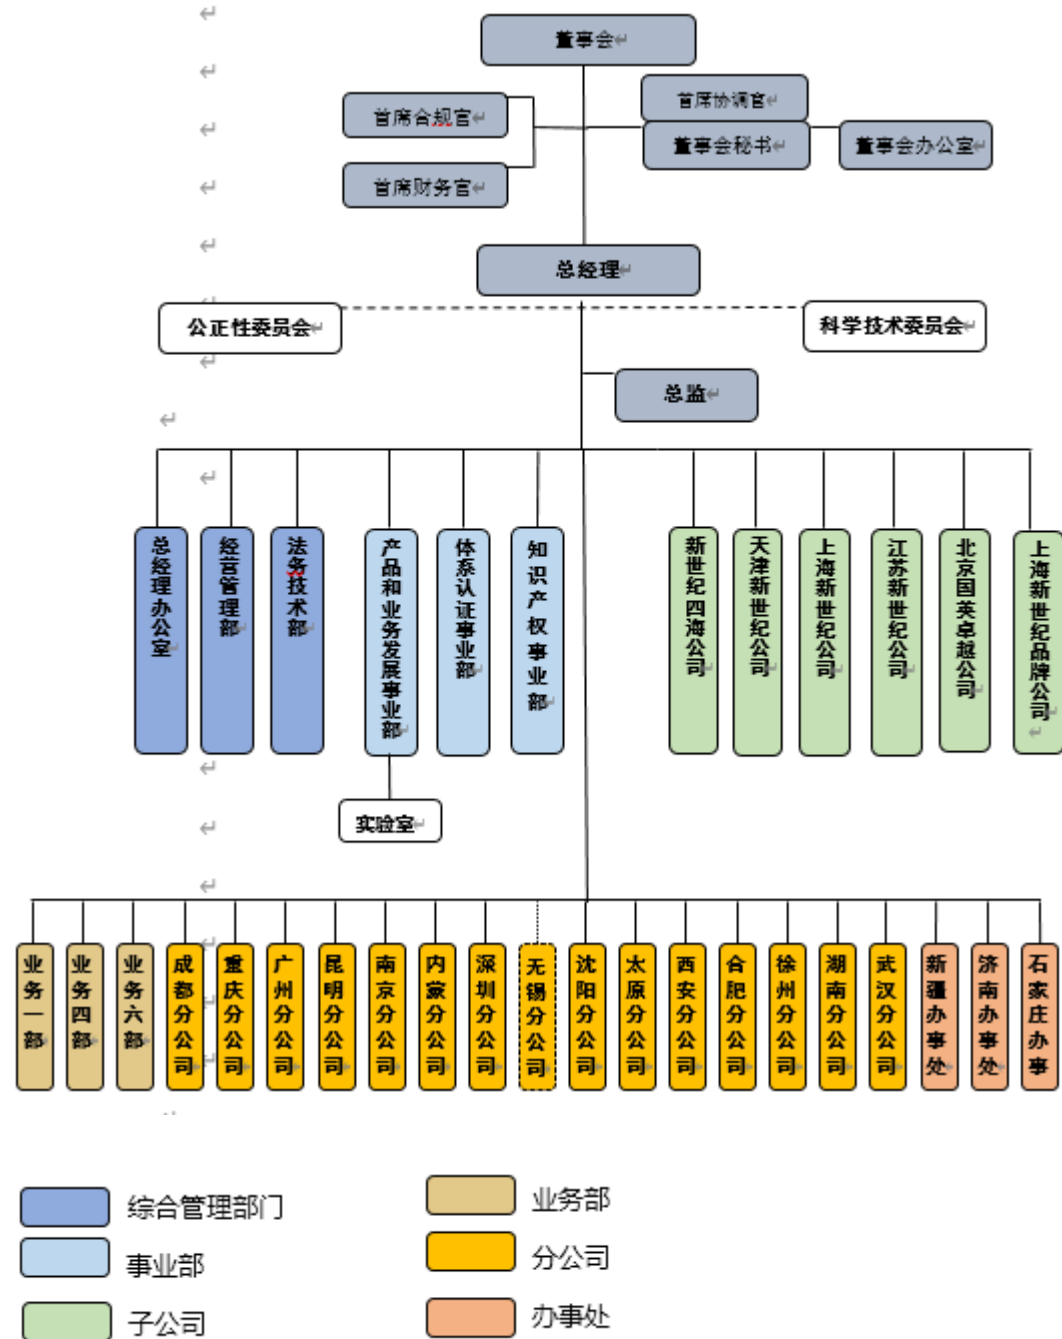 董事会
首席合规官
首席协调官
董事会秘书
董事会办公室
首席财务官
总经理
公正性委员会
科学技术委员会
总监
总经理办公室
经营管理部
法务技术部
产品和业务发展事业部
体系认证事业部
知识产权事业部
新世纪四海公司
天津新世纪公司
上海新世纪公司
江苏新世纪公司
北京国英卓越公司
上海新世纪品牌公司
实验室
业务一部
业务四部
业务六部
成都分公司
重庆分公司
广州分公司
昆明分公司
南京分公司
内蒙分公司
深圳分公司
无锡分公司
沈阳分公司
太原分公司
西安分公司
合肥分公司
徐州分公司
湖南分公司
武汉分公司
新疆办事处
济南办事处
石家庄办事
综合管理部门
业务部
事业部
分公司
子公司
办事处